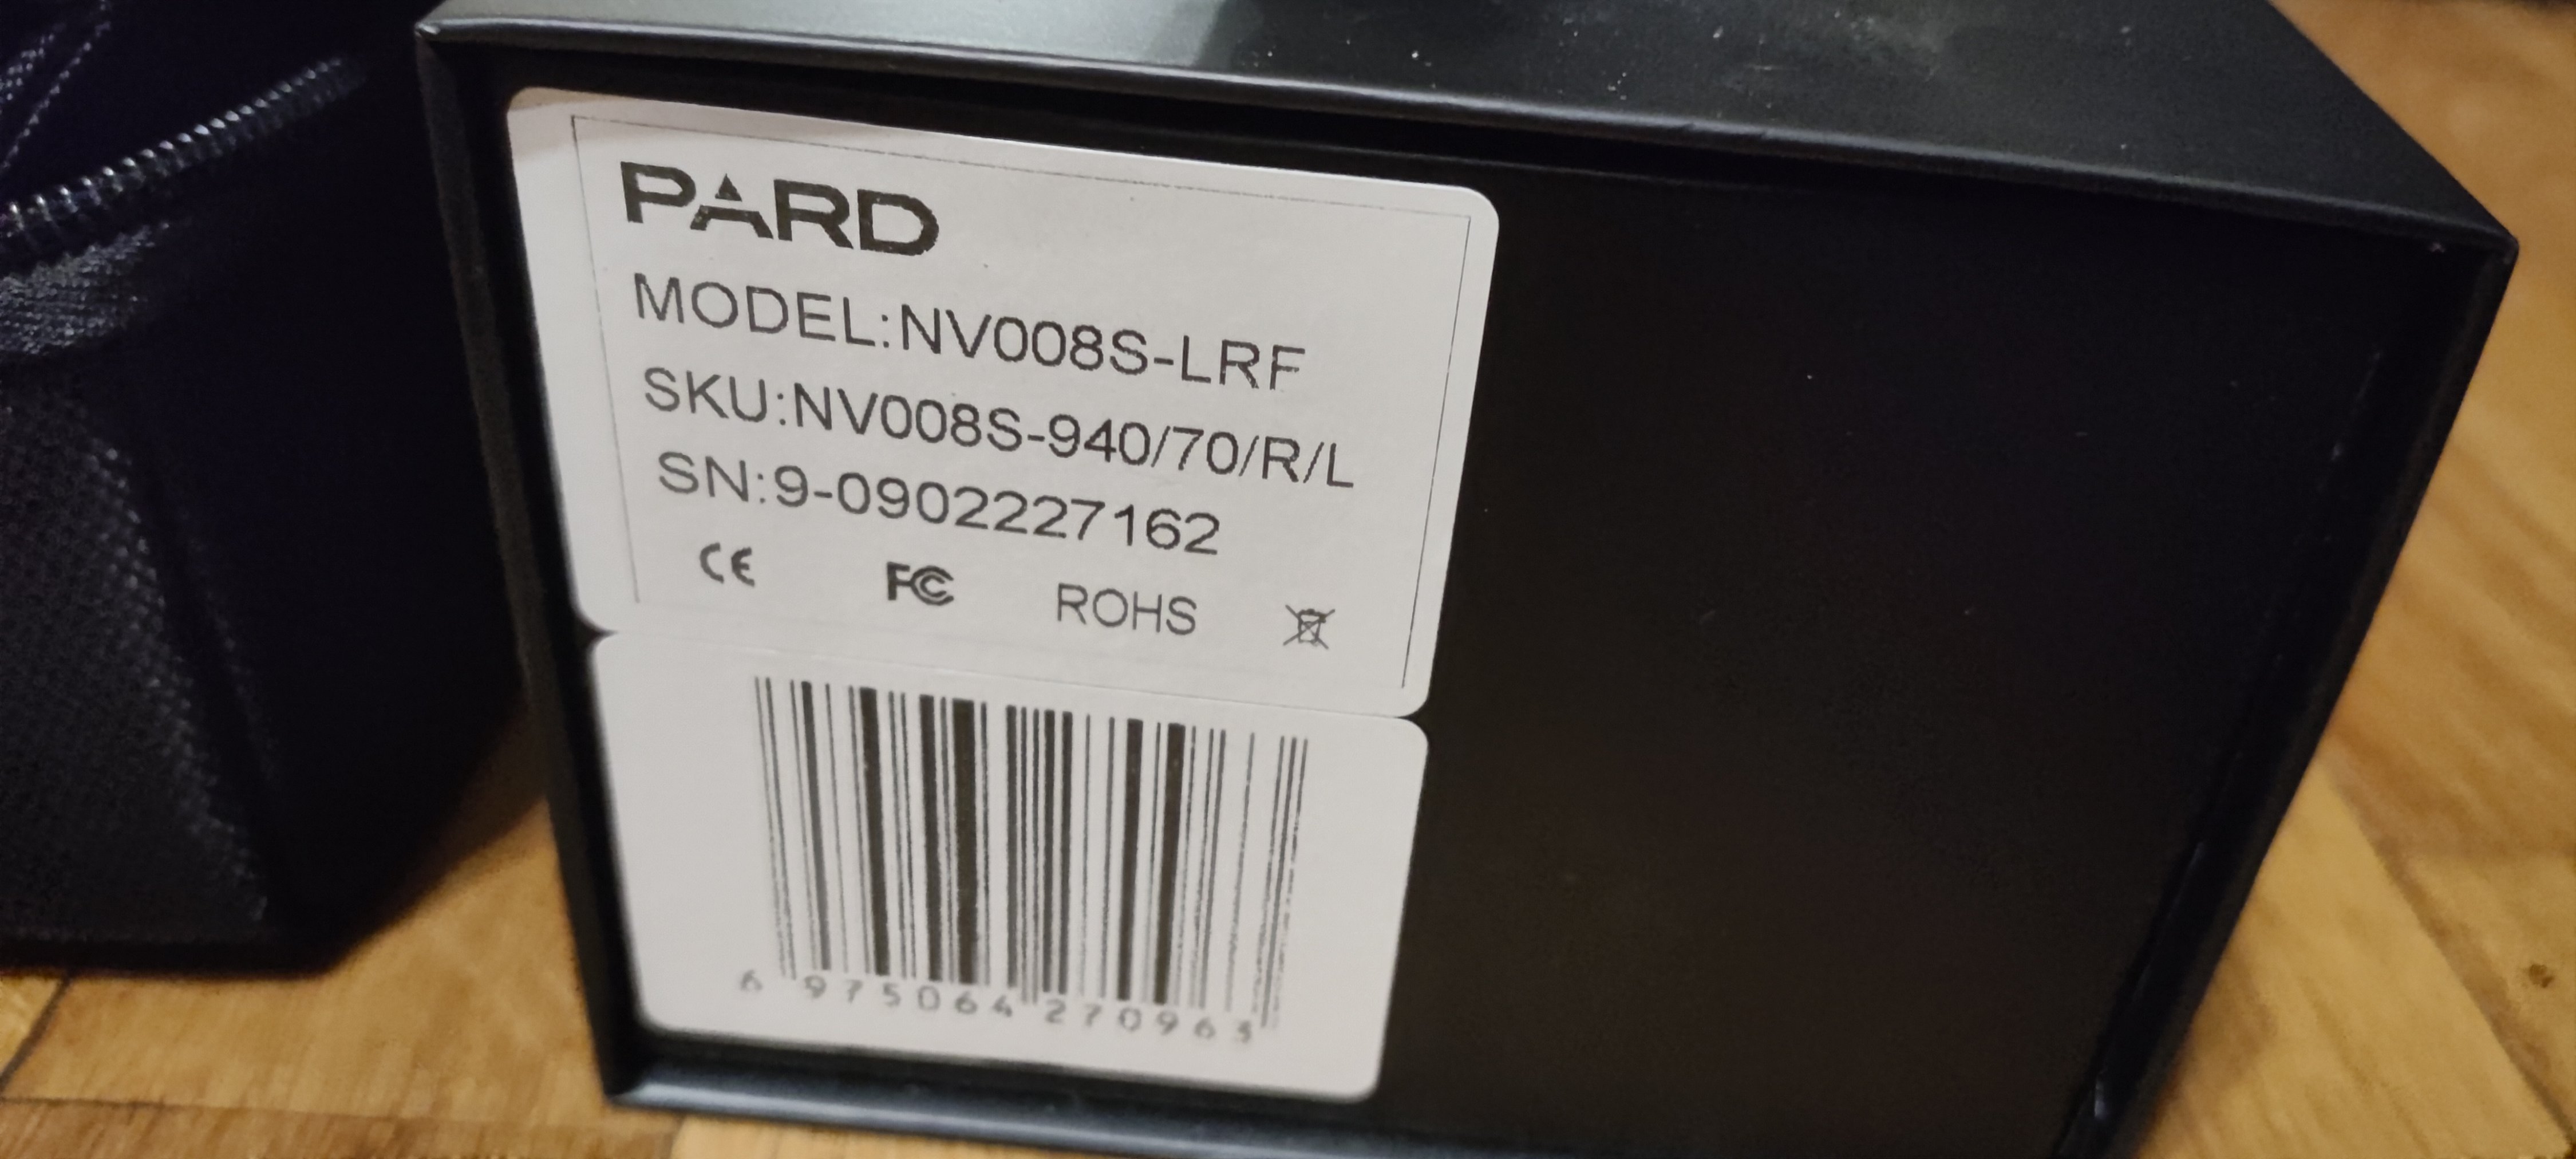 PARD
MODEL:NV008S-LRF
SKU:NV008S-940/70/R/L
SN:9-0902227162
CE FC ROHS
6 975064 270963